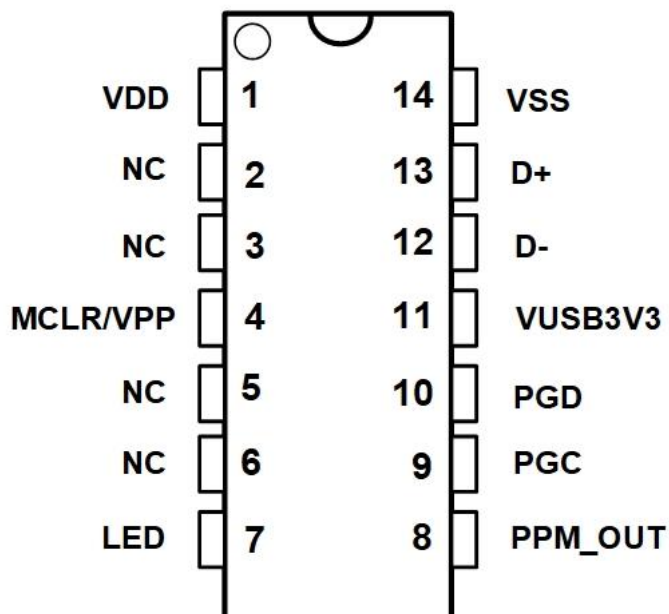 VDD 1 14 VSS
NC 2 13 D+
NC 3 12 D-
MCLR/VPP 4 11 VUSB3V3
NC 5 10 PGD
NC 6 9 PGC
LED 7 8 PPM_OUT